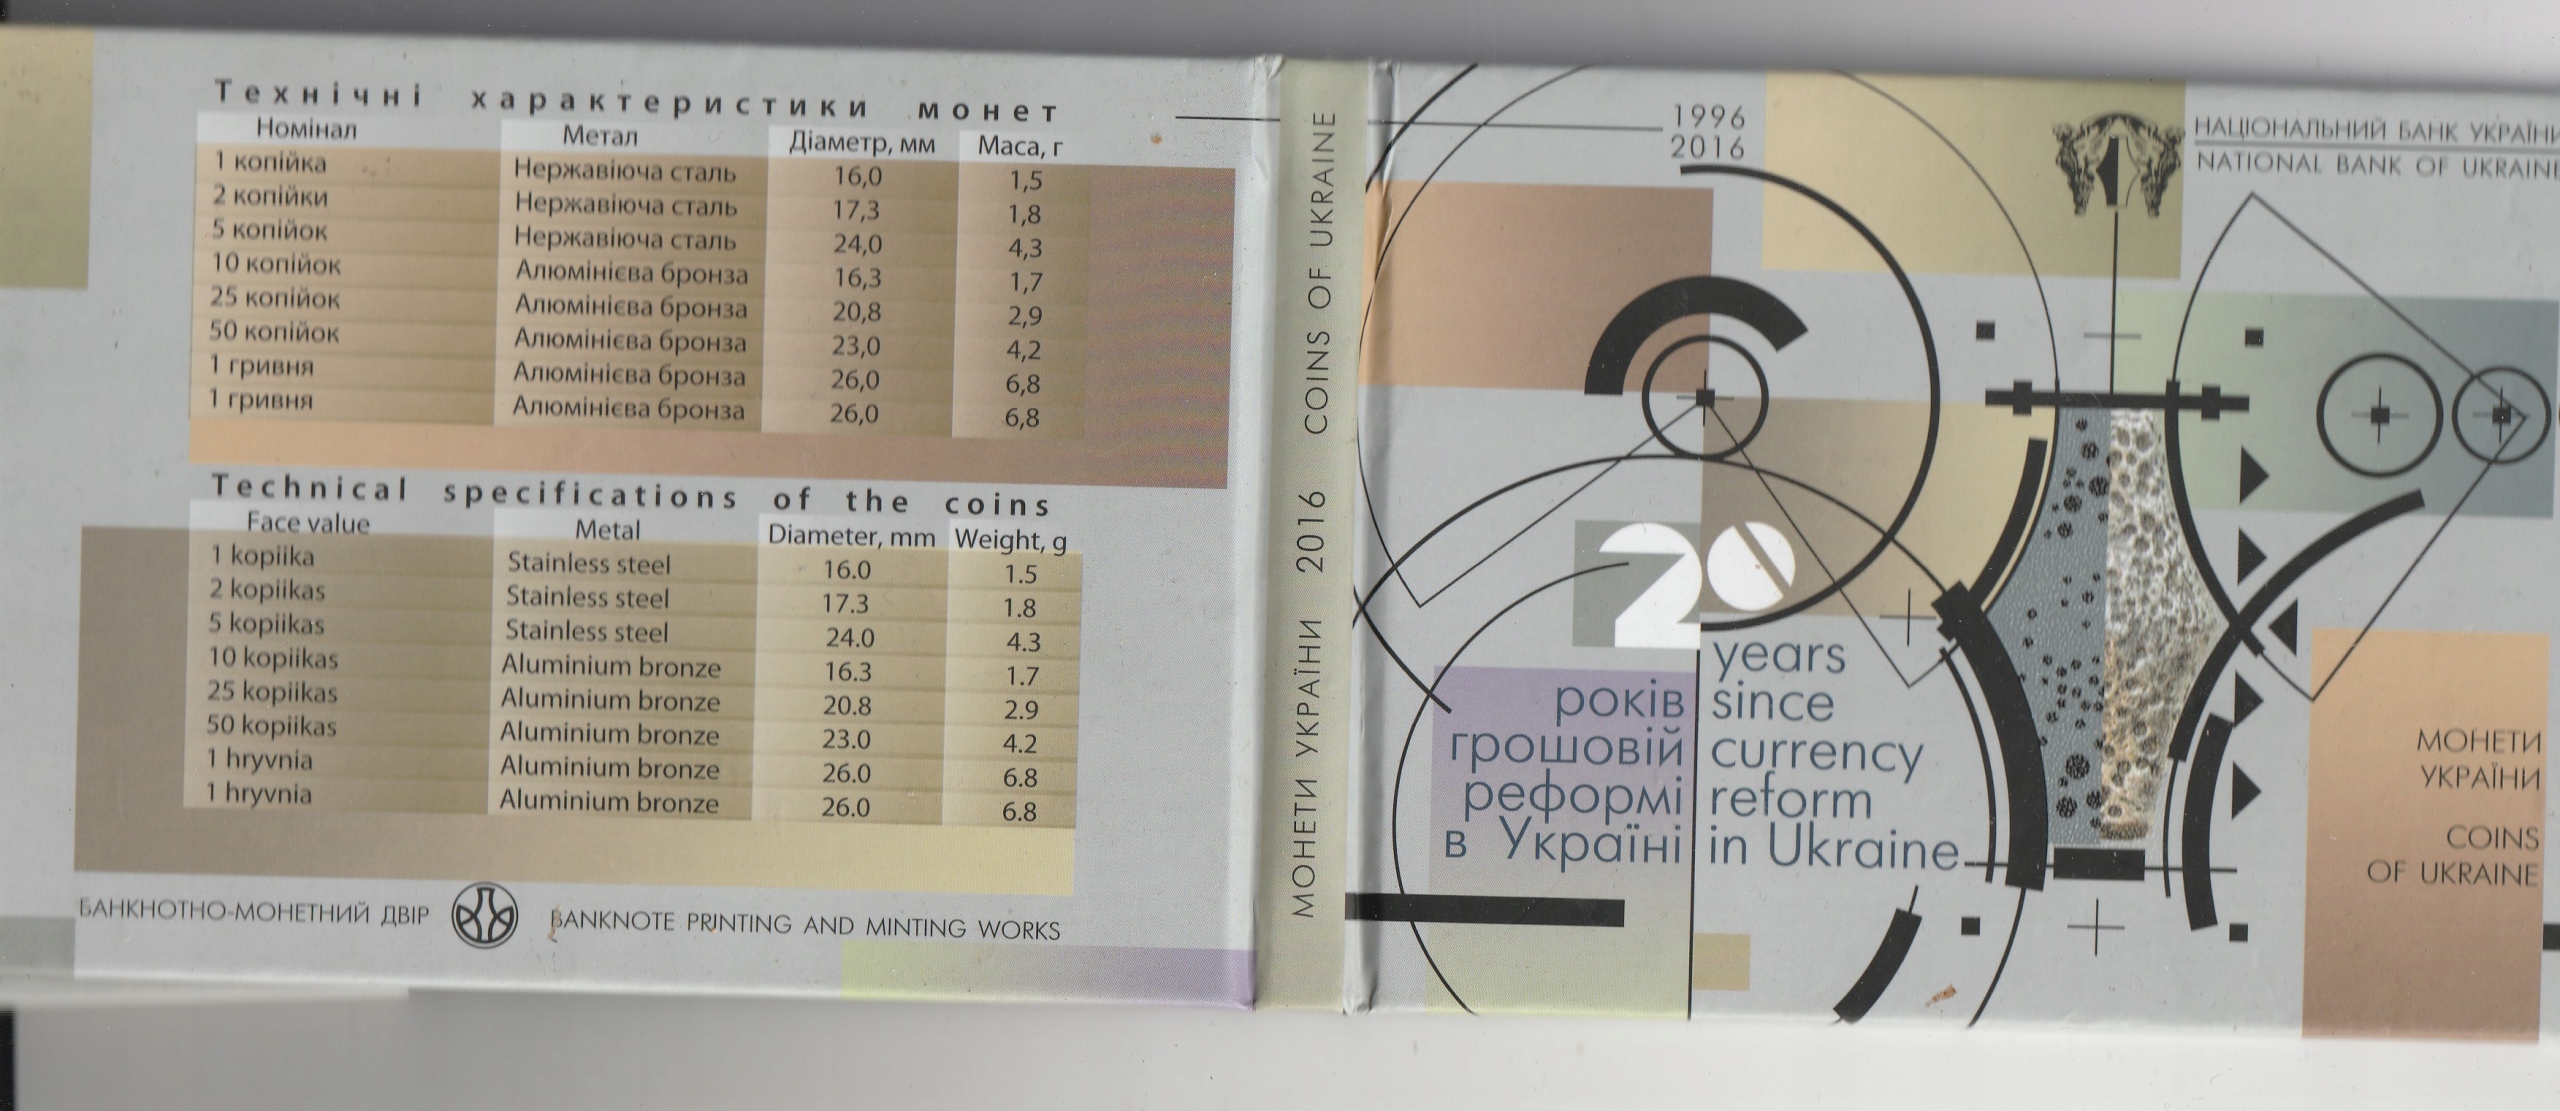 Технічні характеристики монет
Номінал Метал Діаметр, мм Маса, г
1 копійка Нержавіюча сталь 16,0 1,5
2 копійки Нержавіюча сталь 17,3 1,8
5 копійок Нержавіюча сталь 24,0 4,3
10 копійок Алюмінієва бронза 16,3 1,7
25 копійок Алюмінієва бронза 20,8 2,9
50 копійок Алюмінієва бронза 23,0 4,2
1 гривня Алюмінієва бронза 26,0 6,8
1 гривня Алюмінієва бронза 26,0 6,8
Technical specifications of the coins
Face value Metal Diameter, mm Weight, g
1 kopiika Stainless steel 16.0 1.5
2 kopiikas Stainless steel 17.3 1.8
5 kopiikas Stainless steel 24.0 4.3
10 kopiikas Aluminium bronze 16.3 1.7
25 kopiikas Aluminium bronze 20.8 2.9
50 kopiikas Aluminium bronze 23.0 4.2
1 hryvnia Aluminium bronze 26.0 6.8
1 hryvnia Aluminium bronze 26.0 6.8
БАНКНОТНО-МОНЕТНИЙ ДВІР BANKNOTE PRINTING AND MINTING WORKS
МОНЕТИ УКРАЇНИ 2016 COINS OF UKRAINE
1996
2016
НАЦІОНАЛЬНИЙ БАНК УКРАЇНИ
NATIONAL BANK OF UKRAINE
20
років
грошовій
реформі
в Україні
years
since
currency
reform
in Ukraine
МОНЕТИ
УКРАЇНИ
COINS
OF UKRAINE